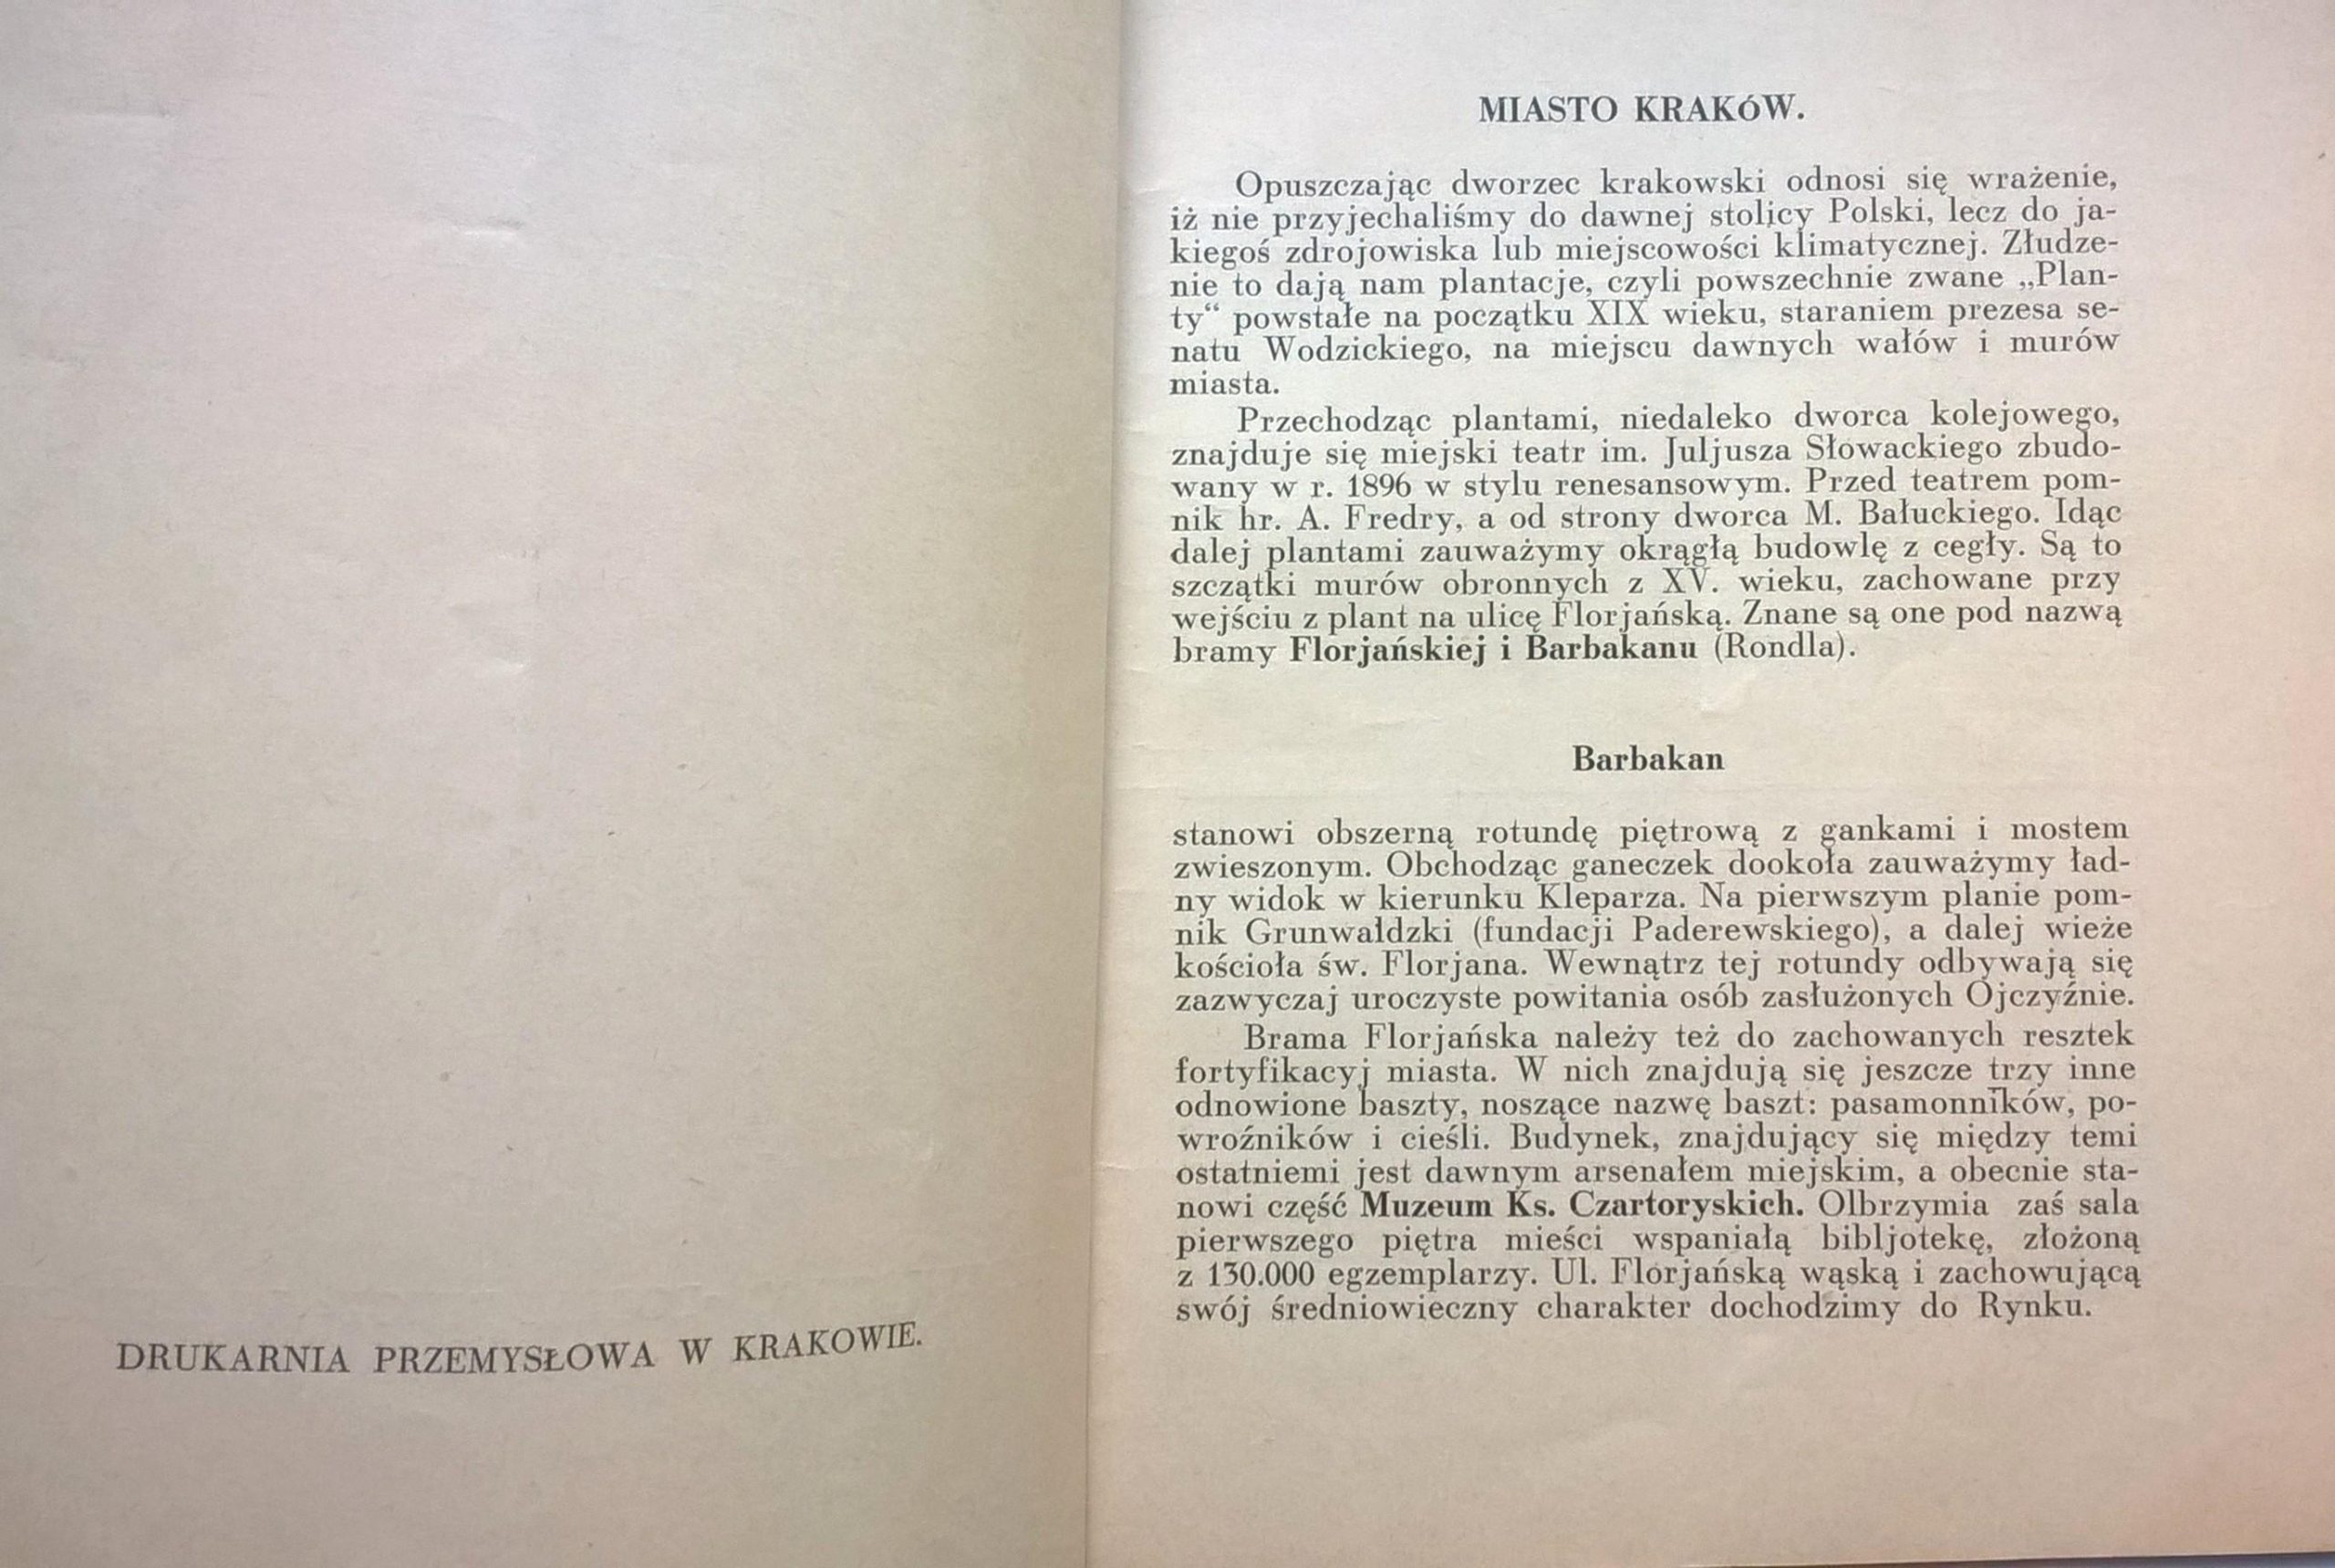 DRUKARNIA PRZEMYSŁOWA W KRAKOWIE.
MIASTO KRAKÓW.
Opuszczając dworzec krakowski odnosi się wrażenie,
iż nie przyjechaliśmy do dawnej stolicy Polski, lecz do ja-
kiegoś zdrojowiska lub miejscowości klimatycznej. Złudze-
nie to dają nam plantacje, czyli powszechnie zwane „Plan-
ty“ powstałe na początku XIX wieku, staraniem prezesa se-
natu Wodzickiego, na miejscu dawnych wałów i murów
miasta.
Przechodząc plantami, niedaleko dworca kolejowego,
znajduje się miejski teatr im. Juljusza Słowackiego zbudo-
wany w r. 1896 w stylu renesansowym. Przed teatrem pom-
nik hr. A. Fredry, a od strony dworca M. Bałuckiego. Idąc
dalej plantami zauważymy okrągłą budowlę z cegły. Są to
szczątki murów obronnych z XV. wieku, zachowane przy
wejściu z plant na ulicę Florjańską. Znane są one pod nazwą
bramy Florjańskiej i Barbakanu (Rondla).
Barbakan
stanowi obszerną rotundę piętrową z gankami i mostem
zwieszonym. Obchodząc ganeczek dookoła zauważymy ład-
ny widok w kierunku Kleparza. Na pierwszym planie pom-
nik Grunwaldzki (fundacji Paderewskiego), a dalej wieże
kościoła św. Florjana. Wewnątrz tej rotundy odbywają się
zazwyczaj uroczyste powitania osób zasłużonych Ojczyźnie.
Brama Florjańska należy też do zachowanych resztek
fortyfikacyj miasta. W nich znajdują się jeszcze trzy inne
odnowione baszty, noszące nazwę baszt: pasamonników, po-
wroźników i cieśli. Budynek, znajdujący się między temi
ostatniemi jest dawnym arsenałem miejskim, a obecnie sta-
nowi część Muzeum Ks. Czartoryskich. Olbrzymia zaś sala
pierwszego piętra mieści wspaniałą bibljotekę, złożoną
z 130.000 egzemplarzy. Ul. Florjańską wąską i zachowującą
swój średniowieczny charakter dochodzimy do Rynku.